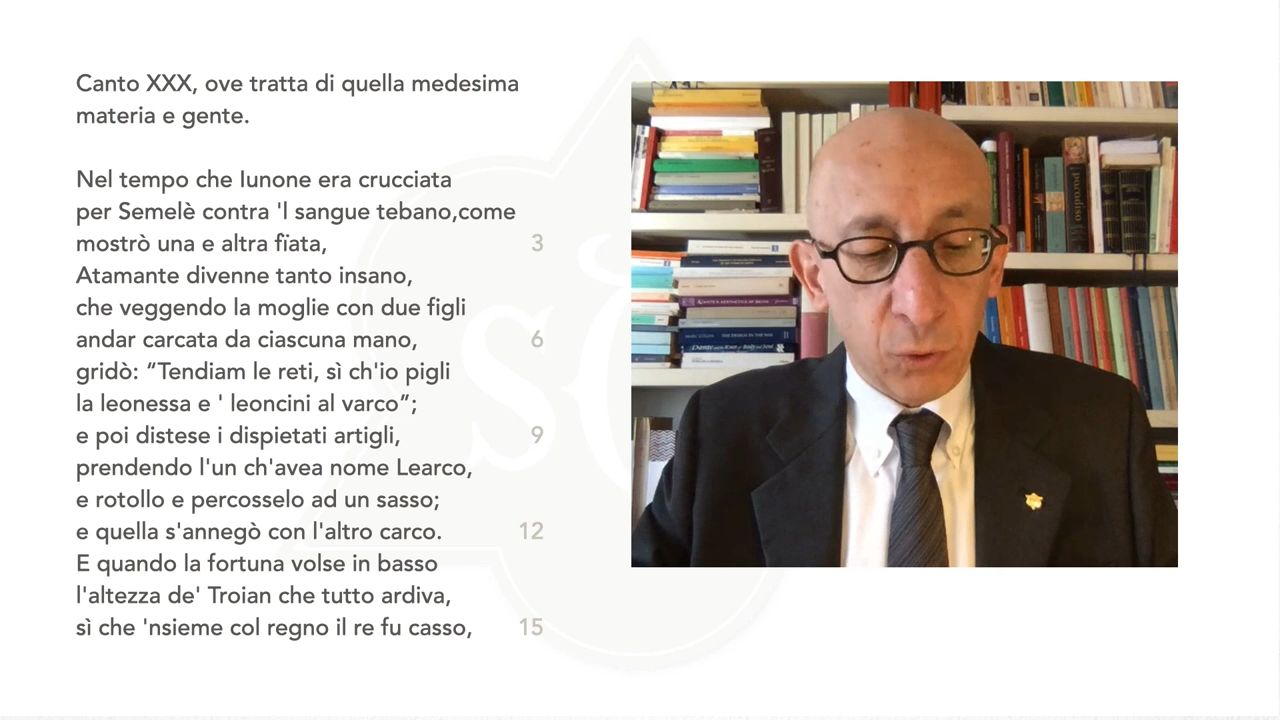 Canto XXX, ove tratta di quella medesima
materia e gente.
Nel tempo che Iunone era crucciata
per Semelè contra 'l sangue tebano,come
mostrò una e altra fïata, 3
Atamante divenne tanto insano,
che veggendo la moglie con due figli
andar carcata da ciascuna mano, 6
gridò: “Tendiam le reti, sì ch'io pigli
la leonessa e ' leoncini al varco”;
e poi distese i dispietati artigli, 9
prendendo l'un ch'avea nome Learco,
e rotollo e percosselo ad un sasso;
e quella s'annegò con l'altro carco. 12
E quando la fortuna volse in basso
l'altezza de' Troian che tutto ardiva,
sì che 'nsieme col regno il re fu casso, 15
paradiso